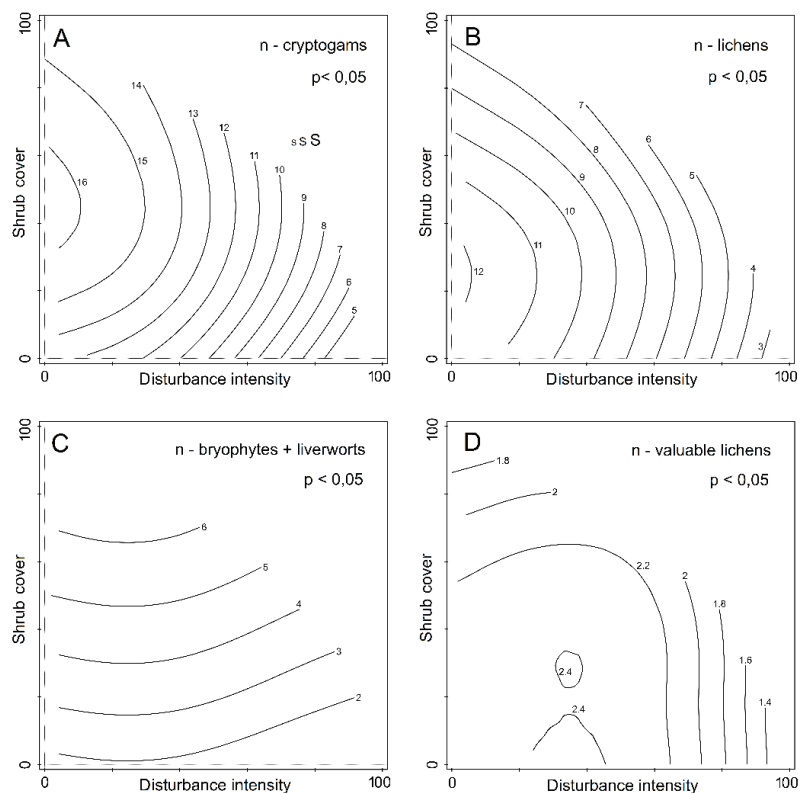 100
A
n - cryptogams
p< 0,05
14
13
12
sSS
11
15
10
16
9
8
7
6
5
Shrub cover
0
0
Disturbance intensity
100
100
B
n - lichens
p < 0,05
7
6
8
5
9
10
11
12
4
3
Shrub cover
0
0
Disturbance intensity
100
100
C
n - bryophytes + liverworts
p < 0,05
6
5
4
3
2
Shrub cover
0
0
Disturbance intensity
100
100
D
n - valuable lichens
p < 0,05
1.8
2
2.2
2
1.8
2.4
1.6
2.4
1.4
Shrub cover
0
0
Disturbance intensity
100